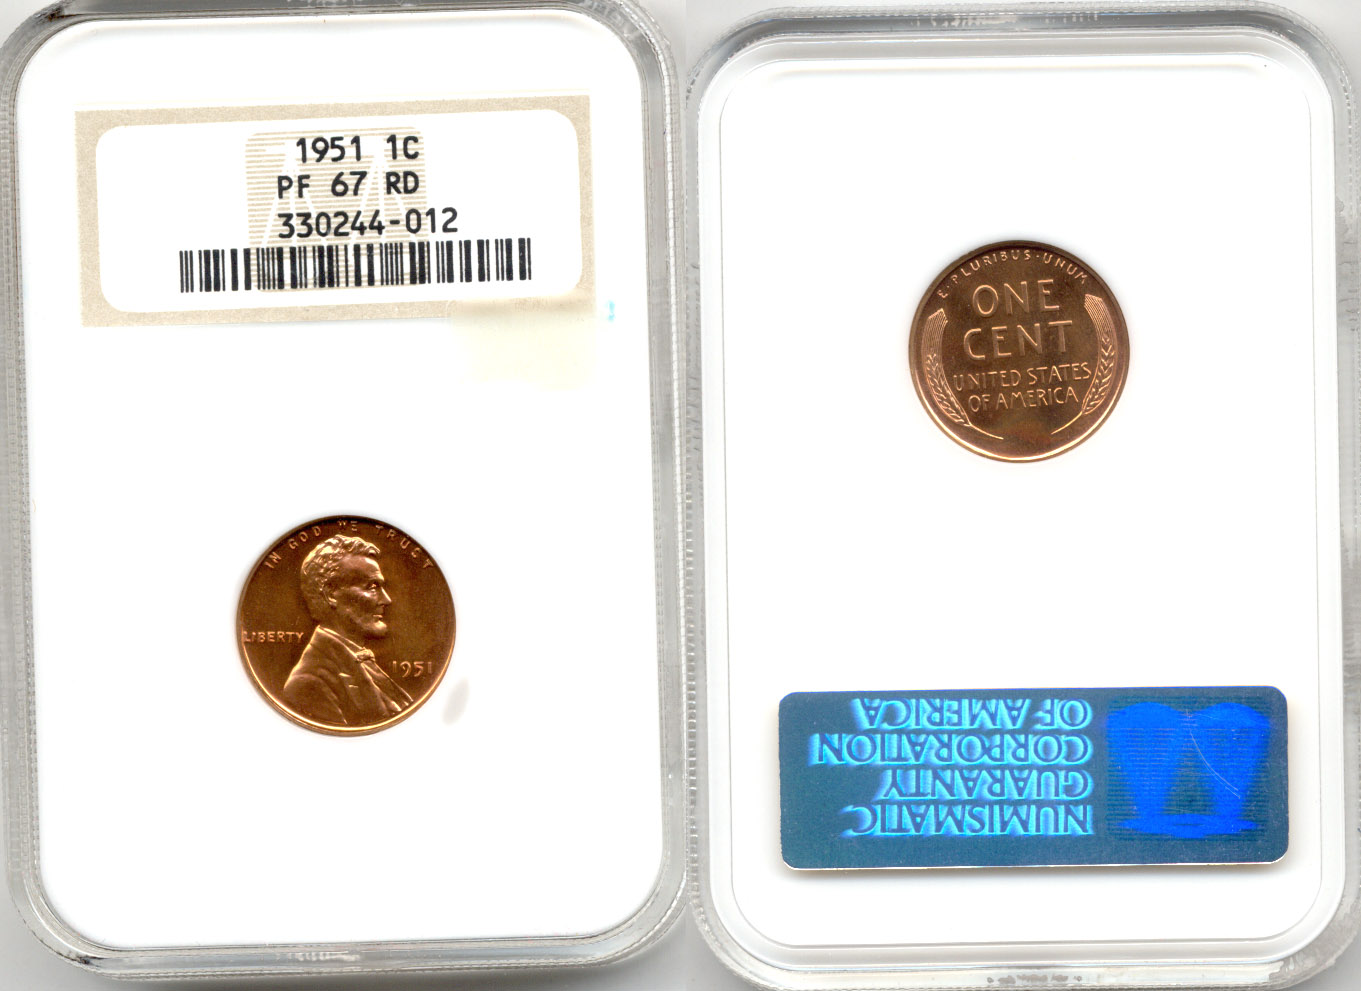 1951 1C
PF 67 RD
330244-012
IN GOD WE TRUST
LIBERTY
1951
E·PLURIBUS·UNUM
ONE
CENT
UNITED STATES
OF AMERICA
NUMISMATIC
GUARANTY
CORPORATION
OF AMERICA